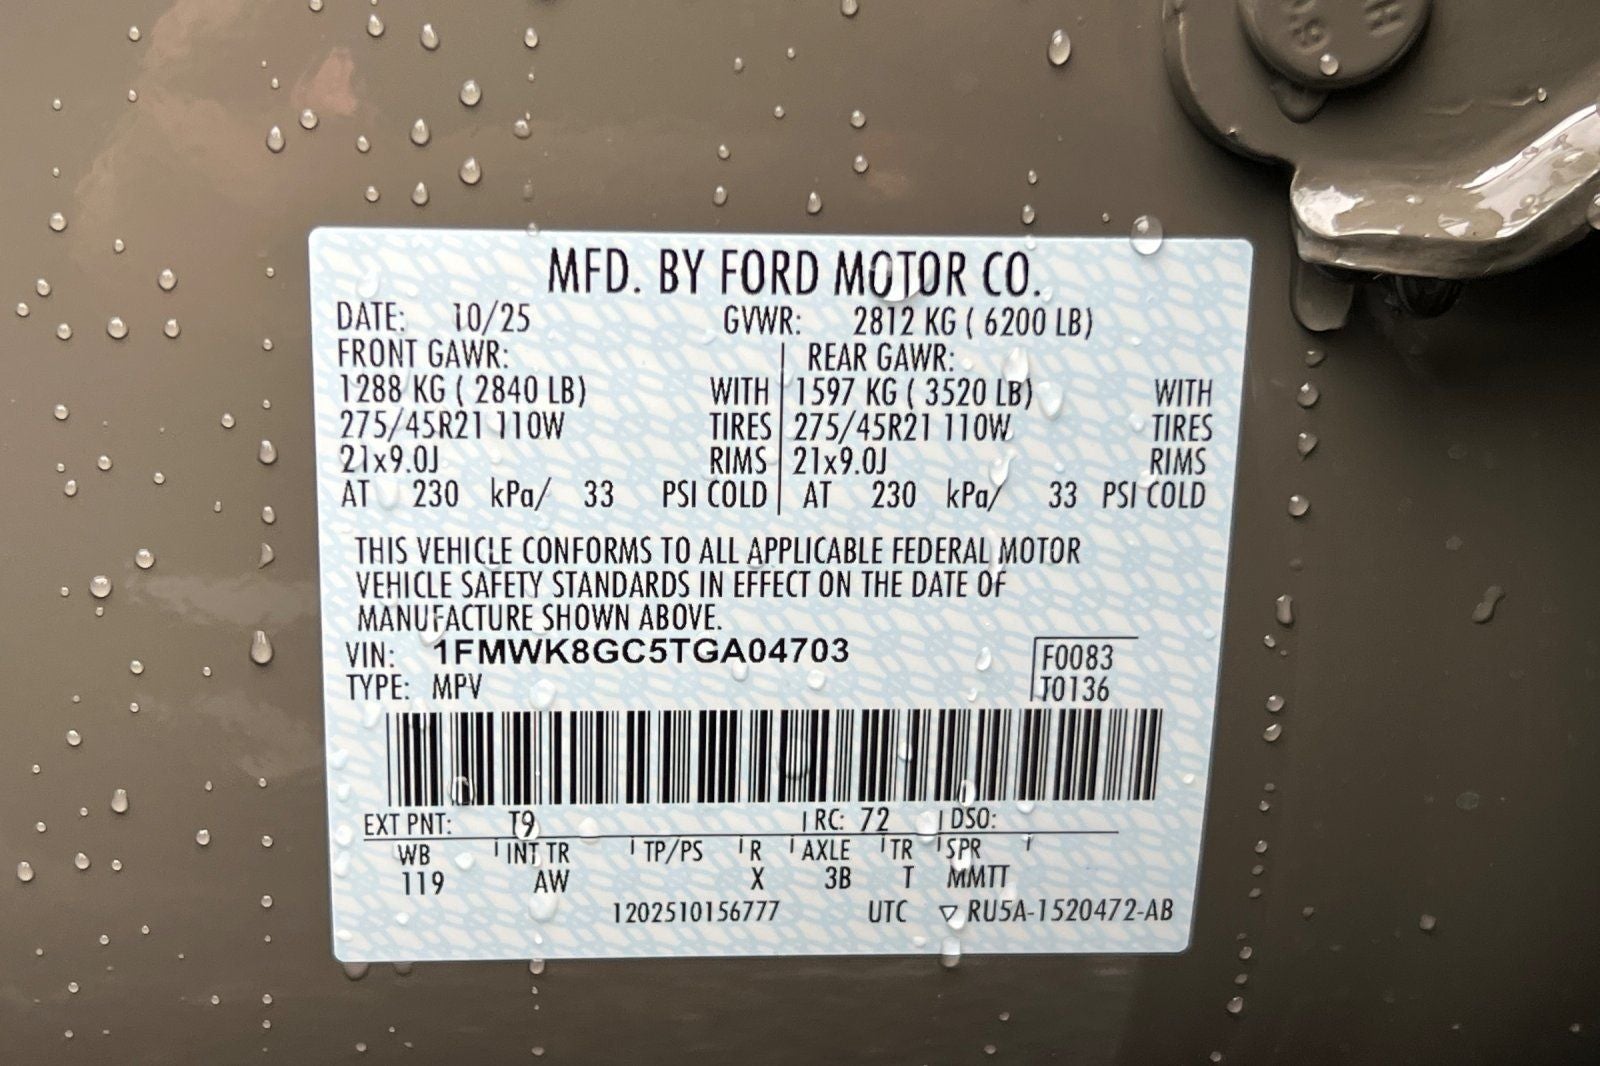 MFD. BY FORD MOTOR CO.
DATE: 10/25 GVWR: 2812 KG ( 6200 LB)
FRONT GAWR: REAR GAWR:
1288 KG ( 2840 LB) WITH 1597 KG ( 3520 LB) WITH
275/45R21 110W TIRES 275/45R21 110W TIRES
21x9.0J RIMS 21x9.0J RIMS
AT 230 kPa/ 33 PSI COLD AT 230 kPa/ 33 PSI COLD
THIS VEHICLE CONFORMS TO ALL APPLICABLE FEDERAL MOTOR
VEHICLE SAFETY STANDARDS IN EFFECT ON THE DATE OF
MANUFACTURE SHOWN ABOVE.
VIN: 1FMWK8GC5TGA04703 F0083
TYPE: MPV T0136
EXT PNT: T9 RC: 72 DSO:
WB INT TR TP/PS R AXLE TR SPR
119 AW X 3B T MMTT
1202510156777 UTC ▽ RU5A-1520472-AB